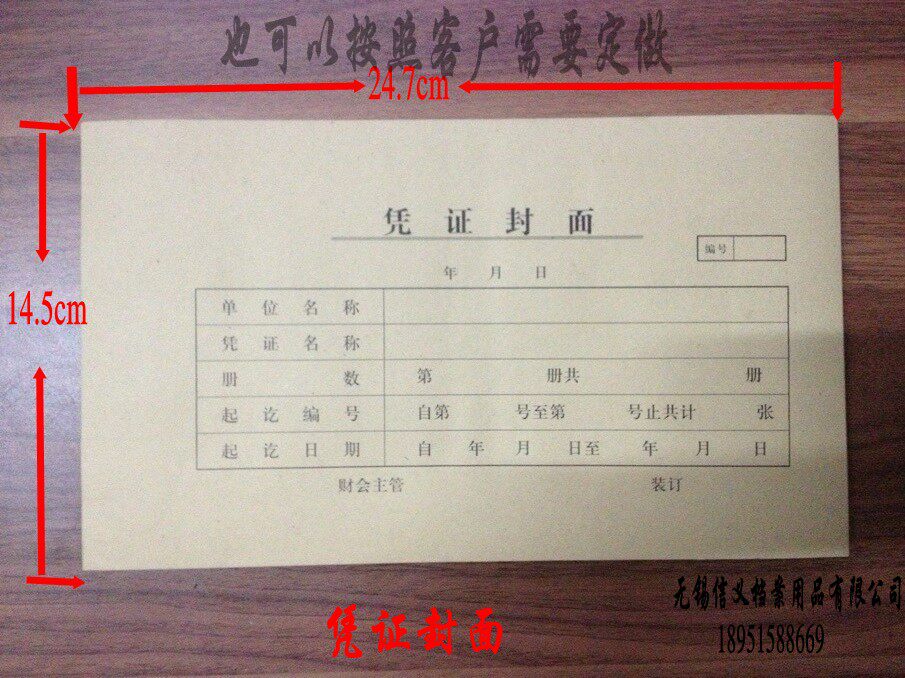 也可以按照客户需要定做
24.7cm
14.5cm
凭证封面
编号
年 月 日
单位名称
凭证名称
册数 第 册共 册
起讫编号 自第 号至第 号止共计 张
起讫日期 自 年 月 日至 年 月 日
财会主管 装订
无锡信义档案用品有限公司
18951588669
凭证封面